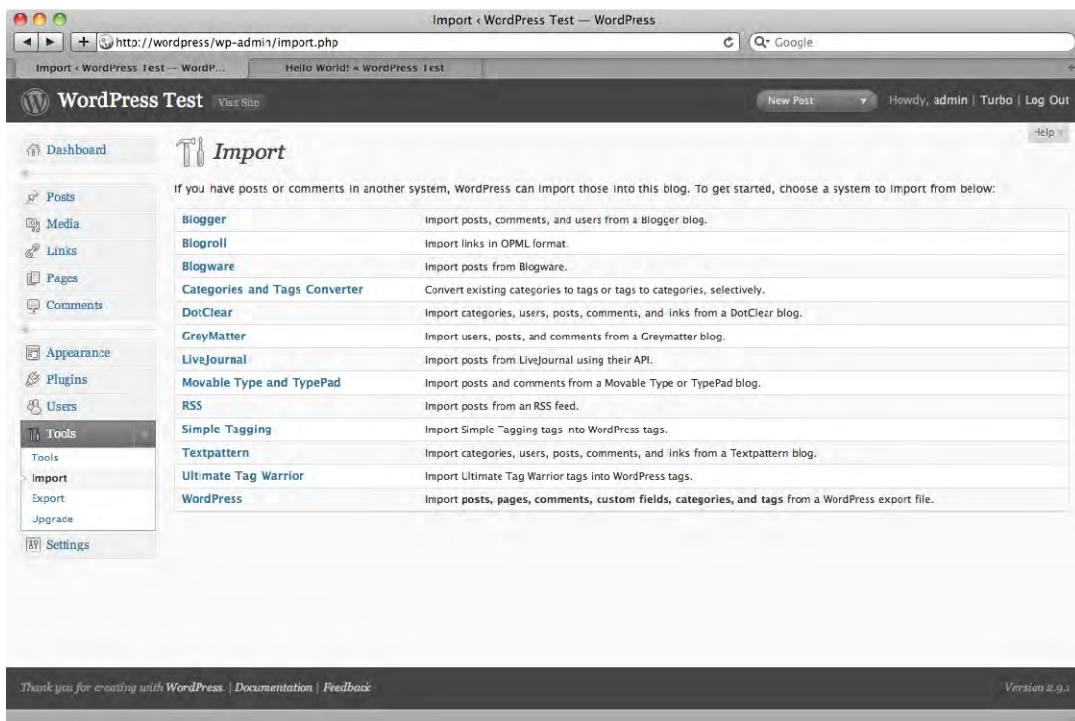 Import ‹ WordPress Test — WordPress
http://wordpress/wp-admin/import.php Google
Import ‹ WordPress Test — WordP... Hello World! « WordPress Test
WordPress Test Visit Site New Post Howdy, admin | Turbo | Log Out
Help
Dashboard
Posts
Media
Links
Pages
Comments
Appearance
Plugins
Users
Tools
Tools
Import
Export
Upgrade
Settings
Import
If you have posts or comments in another system, WordPress can import those into this blog. To get started, choose a system to import from below:
Blogger Import posts, comments, and users from a Blogger blog.
Blogroll Import links in OPML format.
Blogware Import posts from Blogware.
Categories and Tags Converter Convert existing categories to tags or tags to categories, selectively.
DotClear Import categories, users, posts, comments, and links from a DotClear blog.
GreyMatter Import users, posts, and comments from a Greymatter blog.
LiveJournal Import posts from LiveJournal using their API.
Movable Type and TypePad Import posts and comments from a Movable Type or TypePad blog.
RSS Import posts from an RSS feed.
Simple Tagging Import Simple Tagging tags into WordPress tags.
Textpattern Import categories, users, posts, comments, and links from a Textpattern blog.
Ultimate Tag Warrior Import Ultimate Tag Warrior tags into WordPress tags.
WordPress Import posts, pages, comments, custom fields, categories, and tags from a WordPress export file.
Thank you for creating with WordPress. | Documentation | Feedback Version 2.9.1